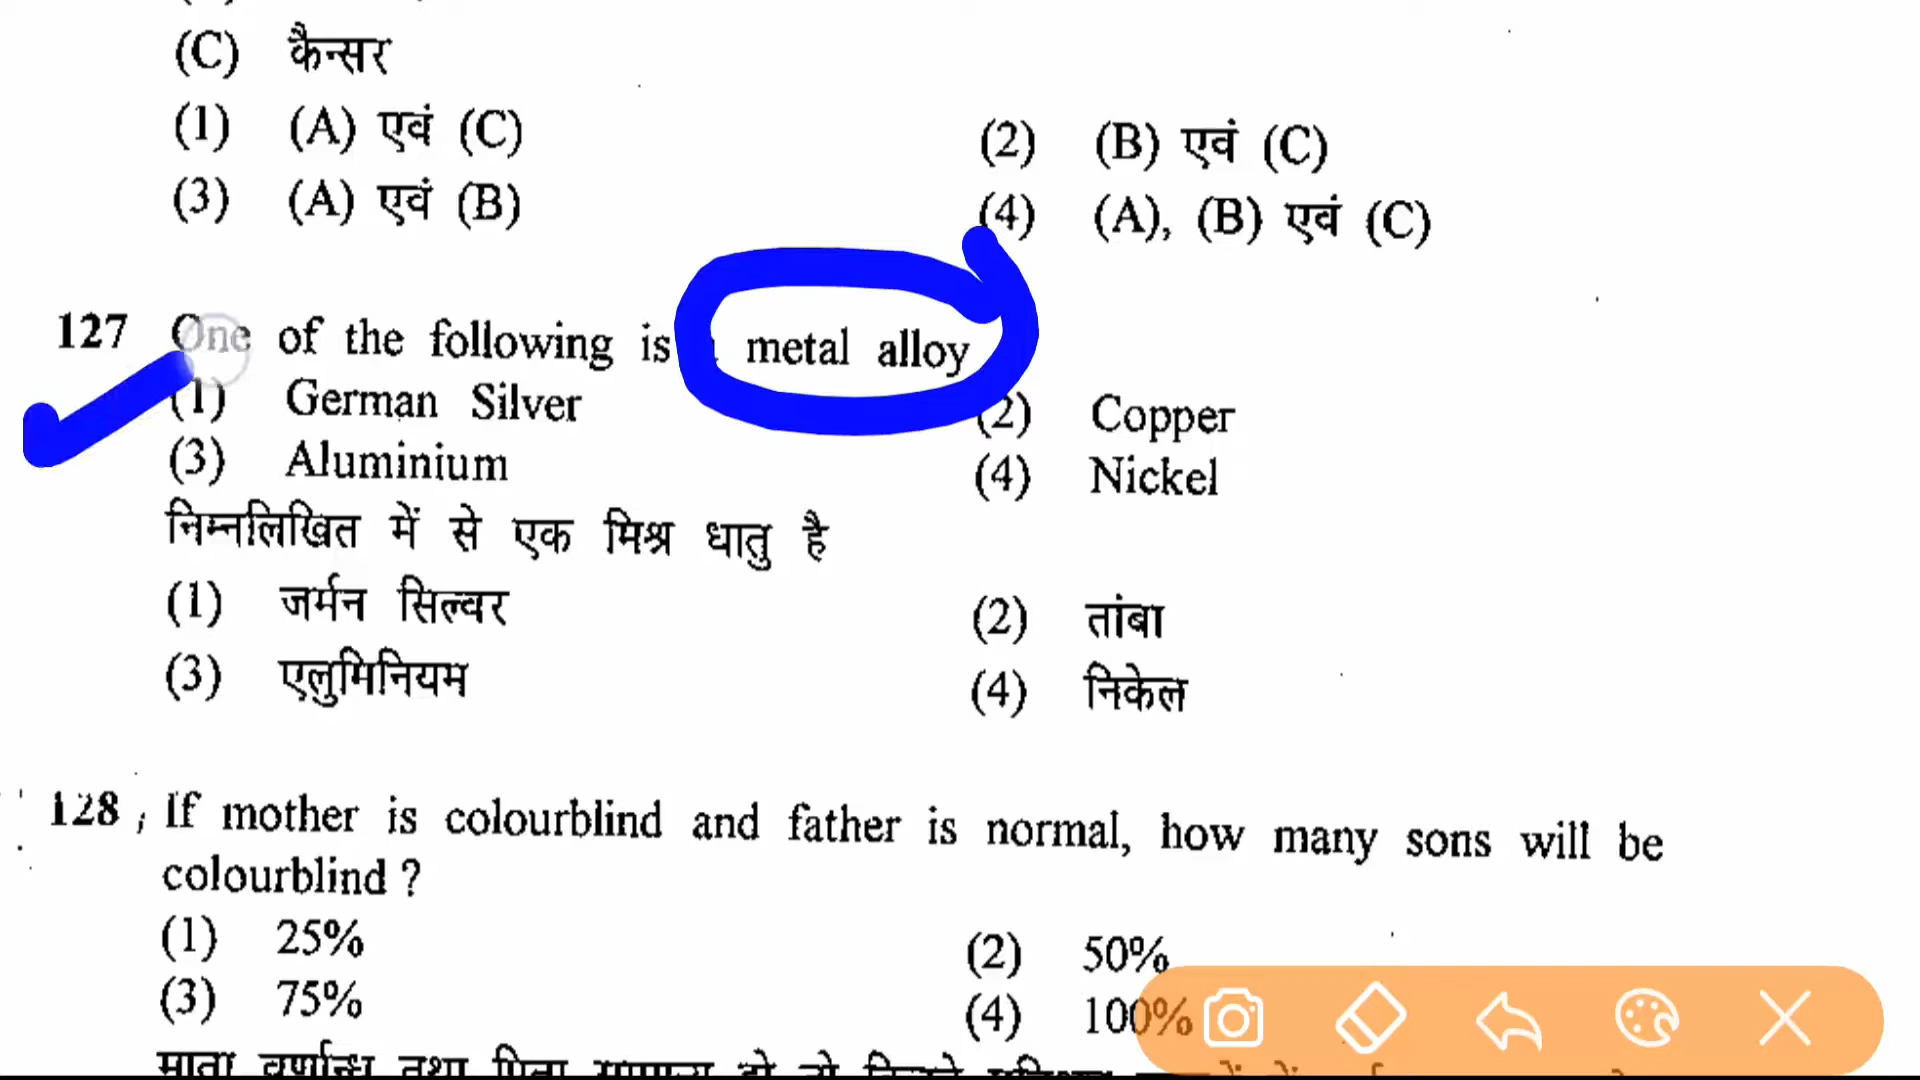 (C) कैन्सर
(1) (A) एवं (C) (2) (B) एवं (C)
(3) (A) एवं (B) (4) (A), (B) एवं (C)
127 One of the following is metal alloy
(1) German Silver (2) Copper
(3) Aluminium (4) Nickel
निम्नलिखित में से एक मिश्र धातु है
(1) जर्मन सिल्वर (2) तांबा
(3) एलुमिनियम (4) निकेल
128 If mother is colourblind and father is normal, how many sons will be
colourblind ?
(1) 25% (2) 50%
(3) 75% (4) 100%